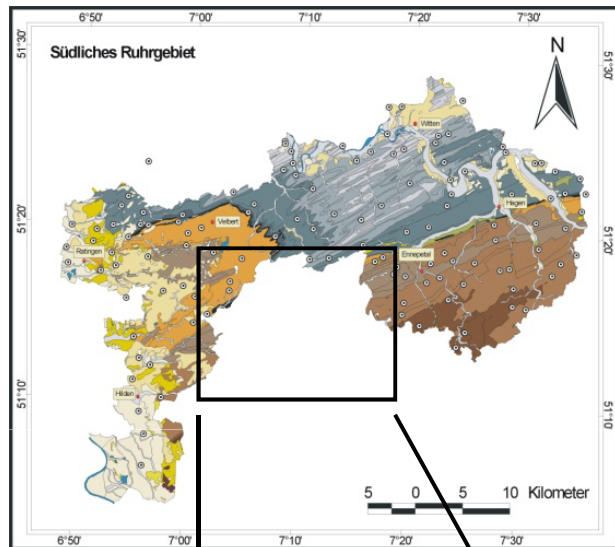 6°50' 7°00' 7°10' 7°20' 7°30'
51°30'
51°30'
Südliches Ruhrgebiet
N
Witten
Hagen
51°20'
Velbert
51°20'
Ennepetal
Ratingen
51°10'
Hilden
51°10'
5 0 5 10 Kilometer
6°50' 7°00' 7°10' 7°20' 7°30'